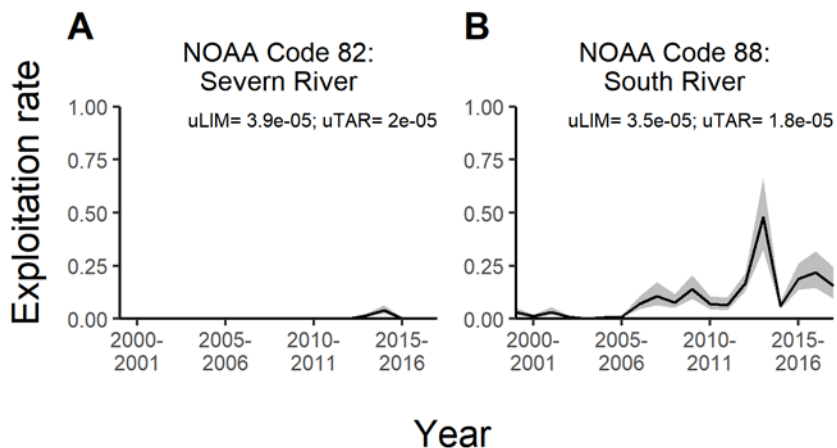 A
NOAA Code 82:
Severn River
uLIM= 3.9e-05; uTAR= 2e-05
1.00
0.75
0.50
0.25
0.00
2000-
2001
2005-
2006
2010-
2011
2015-
2016
B
NOAA Code 88:
South River
uLIM= 3.5e-05; uTAR= 1.8e-05
1.00
0.75
0.50
0.25
0.00
2000-
2001
2005-
2006
2010-
2011
2015-
2016
Exploitation rate
Year